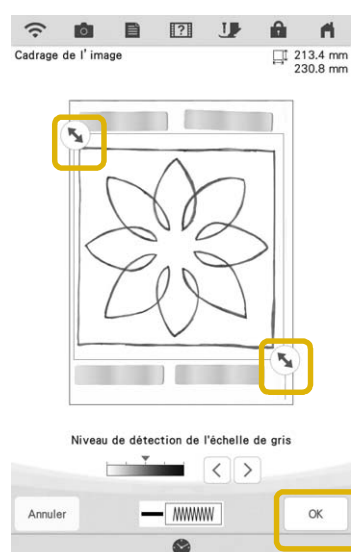 Cadrage de l'image
213.4 mm
230.8 mm
Niveau de détection de l'échelle de gris
Annuler
OK